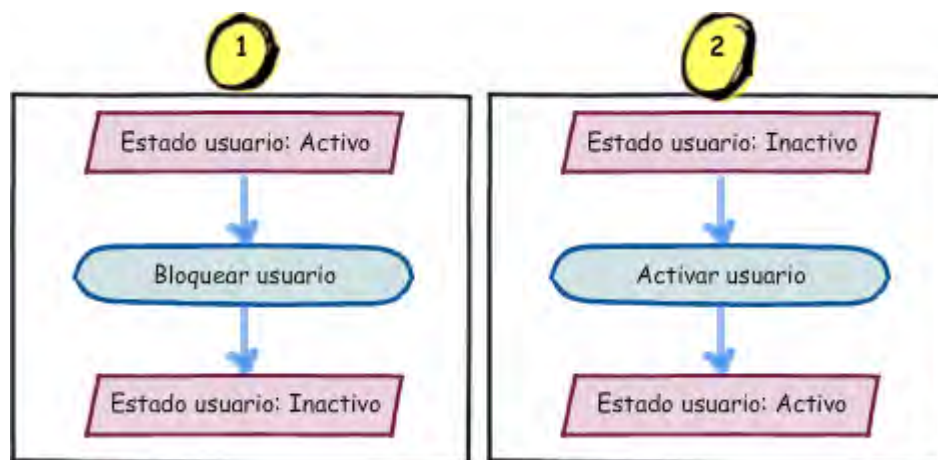 1
Estado usuario: Activo
Bloquear usuario
Estado usuario: Inactivo
2
Estado usuario: Inactivo
Activar usuario
Estado usuario: Activo